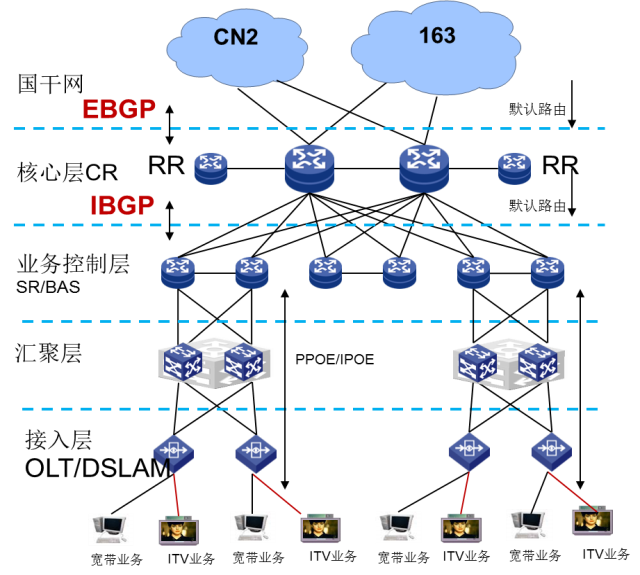 CN2
163
国干网
EBGP
默认路由
核心层CR
RR
RR
IBGP
默认路由
业务控制层
SR/BAS
汇聚层
PPOE/IPOE
接入层
OLT/DSLAM
宽带业务
ITV业务
宽带业务
ITV业务
宽带业务
ITV业务
宽带业务
ITV业务